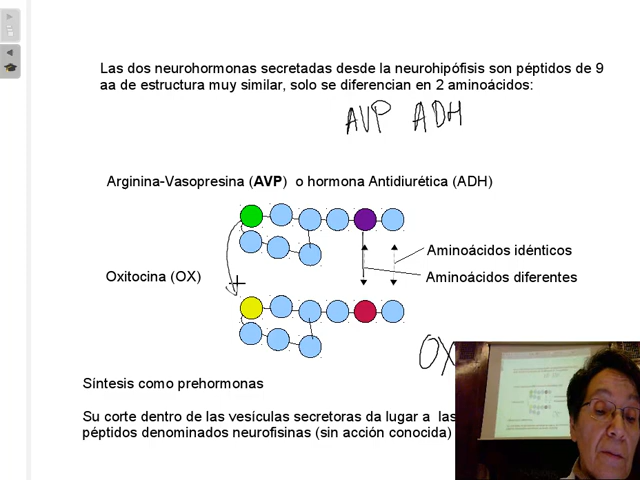 Las dos neurohormonas secretadas desde la neurohipófisis son péptidos de 9
aa de estructura muy similar, solo se diferencian en 2 aminoácidos:
AVP ADH
Arginina-Vasopresina (AVP) o hormona Antidiurética (ADH)
Aminoácidos idénticos
Oxitocina (OX)
Aminoácidos diferentes
OX
Síntesis como prehormonas
Su corte dentro de las vesículas secretoras da lugar a las
péptidos denominados neurofisinas (sin acción conocida)